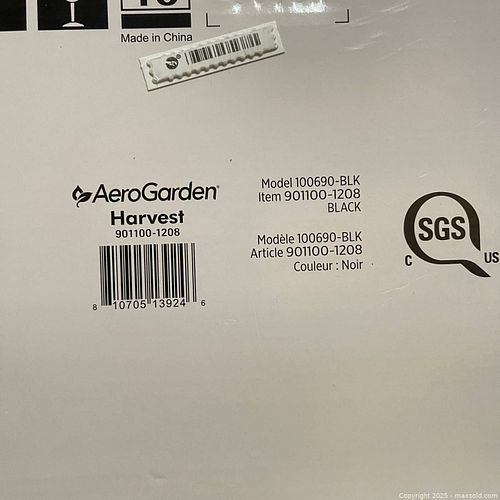 Made in China
AeroGarden®
Harvest
901100-1208
8 10705 13924 6
Model 100690-BLK
Item 901100-1208
BLACK
Modèle 100690-BLK
Article 901100-1208
Couleur : Noir
SGS
C US
Copyright 2025 - maxsold.com